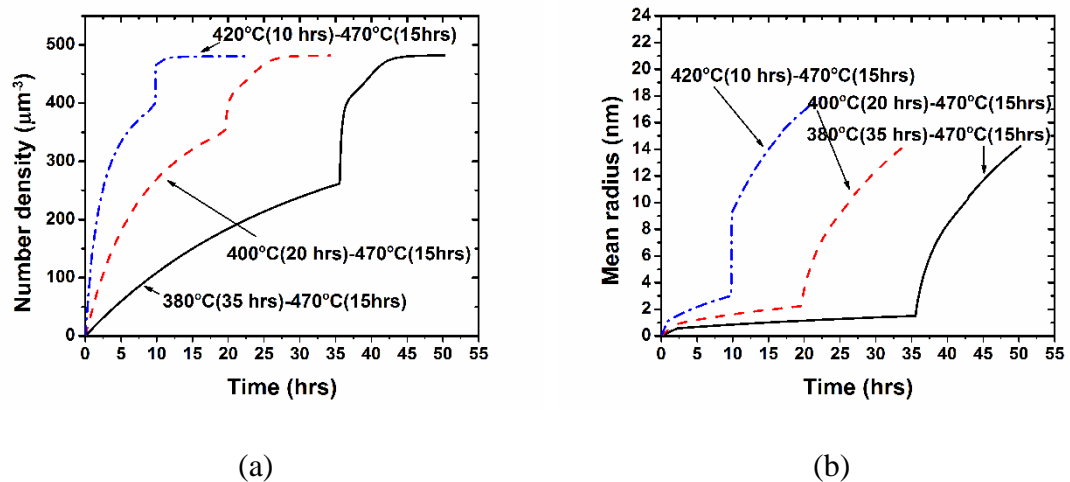 420°C(10 hrs)-470°C(15hrs)
500
400
300
200
100
0
Number density (µm⁻³)
400°C(20 hrs)-470°C(15hrs)
380°C(35 hrs)-470°C(15hrs)
0 5 10 15 20 25 30 35 40 45 50 55
Time (hrs)
(a)
24
22
20
18
16
14
12
10
8
6
4
2
0
Mean radius (nm)
420°C(10 hrs)-470°C(15hrs)
400°C(20 hrs)-470°C(15hrs)
380°C(35 hrs)-470°C(15hrs)
0 5 10 15 20 25 30 35 40 45 50 55
Time (hrs)
(b)